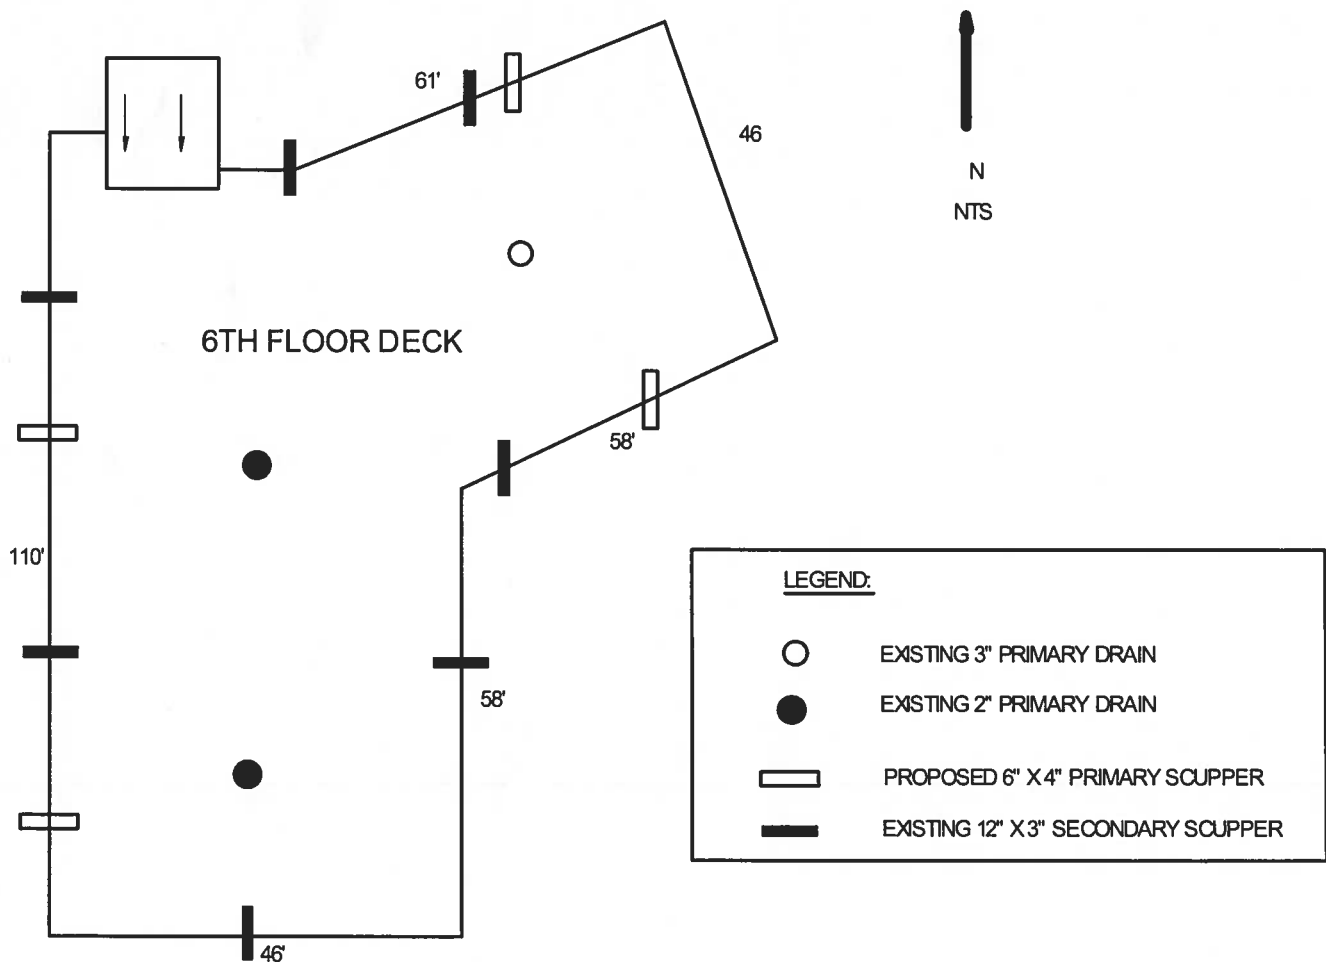 61'
46
N
NTS
6TH FLOOR DECK
58'
110'
58'
46'
LEGEND:
EXISTING 3" PRIMARY DRAIN
EXISTING 2" PRIMARY DRAIN
PROPOSED 6" X 4" PRIMARY SCUPPER
EXISTING 12" X 3" SECONDARY SCUPPER